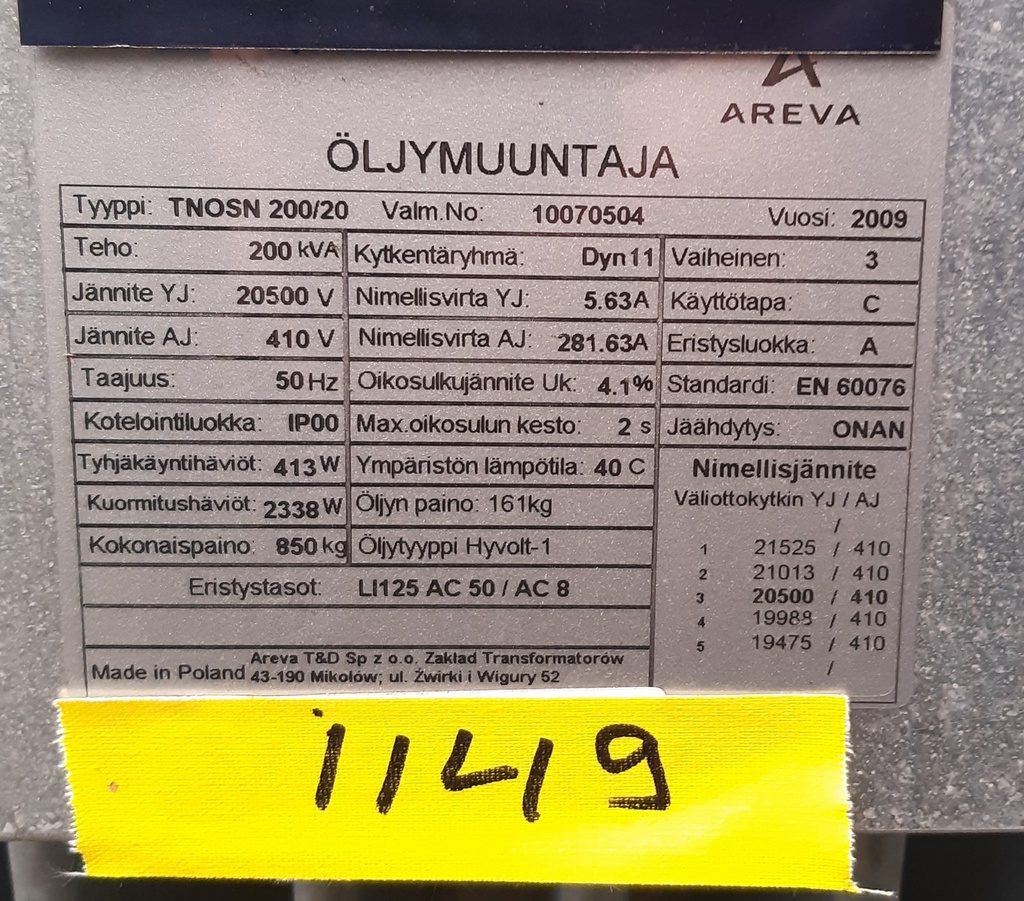 AREVA
ÖLJYMUUNTAJA
Tyyppi: TNOSN 200/20 Valm.No: 10070504 Vuosi: 2009
Teho: 200 kVA Kytkentäryhmä: Dyn11 Vaiheinen: 3
Jännite YJ: 20500 V Nimellisvirta YJ: 5.63A Käyttötapa: C
Jännite AJ: 410 V Nimellisvirta AJ: 281.63A Eristysluokka: A
Taajuus: 50 Hz Oikosulkujännite Uk: 4.1% Standardi: EN 60076
Kotelointiluokka: IP00 Max.oikosulun kesto: 2 s Jäähdytys: ONAN
Tyhjäkäyntihäviöt: 413 W Ympäristön lämpötila: 40 C
Kuormitushäviöt: 2338 W Öljyn paino: 161kg
Kokonaispaino: 850 kg Öljytyyppi Hyvolt-1
Eristystasot: LI125 AC 50 / AC 8
Nimellisjännite
Väliottokytkin YJ / AJ
/
1 21525 / 410
2 21013 / 410
3 20500 / 410
4 19988 / 410
5 19475 / 410
/
Made in Poland Areva T&D Sp z o.o. Zakład Transformatorów
43-190 Mikołów; ul. Żwirki i Wigury 52
11419